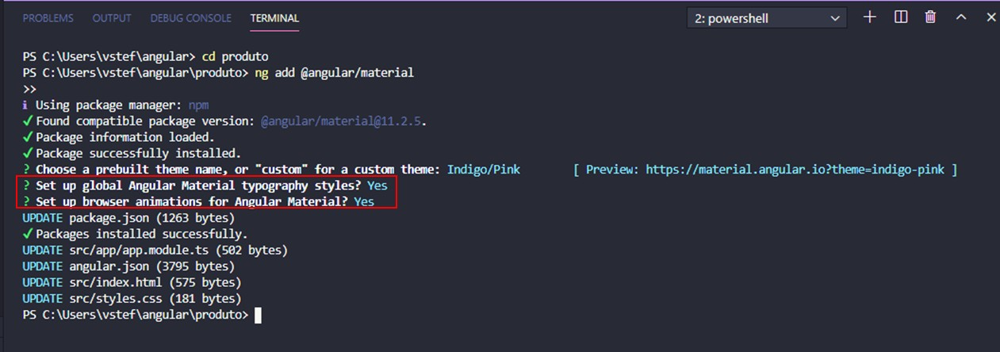 PROBLEMS OUTPUT DEBUG CONSOLE TERMINAL 2: powershell
PS C:\Users\vstef\angular> cd produto
PS C:\Users\vstef\angular\produto> ng add @angular/material
>>
i Using package manager: npm
✓ Found compatible package version: @angular/material@11.2.5.
✓ Package information loaded.
✓ Package successfully installed.
? Choose a prebuilt theme name, or "custom" for a custom theme: Indigo/Pink [ Preview: https://material.angular.io?theme=indigo-pink ]
? Set up global Angular Material typography styles? Yes
? Set up browser animations for Angular Material? Yes
UPDATE package.json (1263 bytes)
✓ Packages installed successfully.
UPDATE src/app/app.module.ts (502 bytes)
UPDATE angular.json (3795 bytes)
UPDATE src/index.html (575 bytes)
UPDATE src/styles.css (181 bytes)
PS C:\Users\vstef\angular\produto>